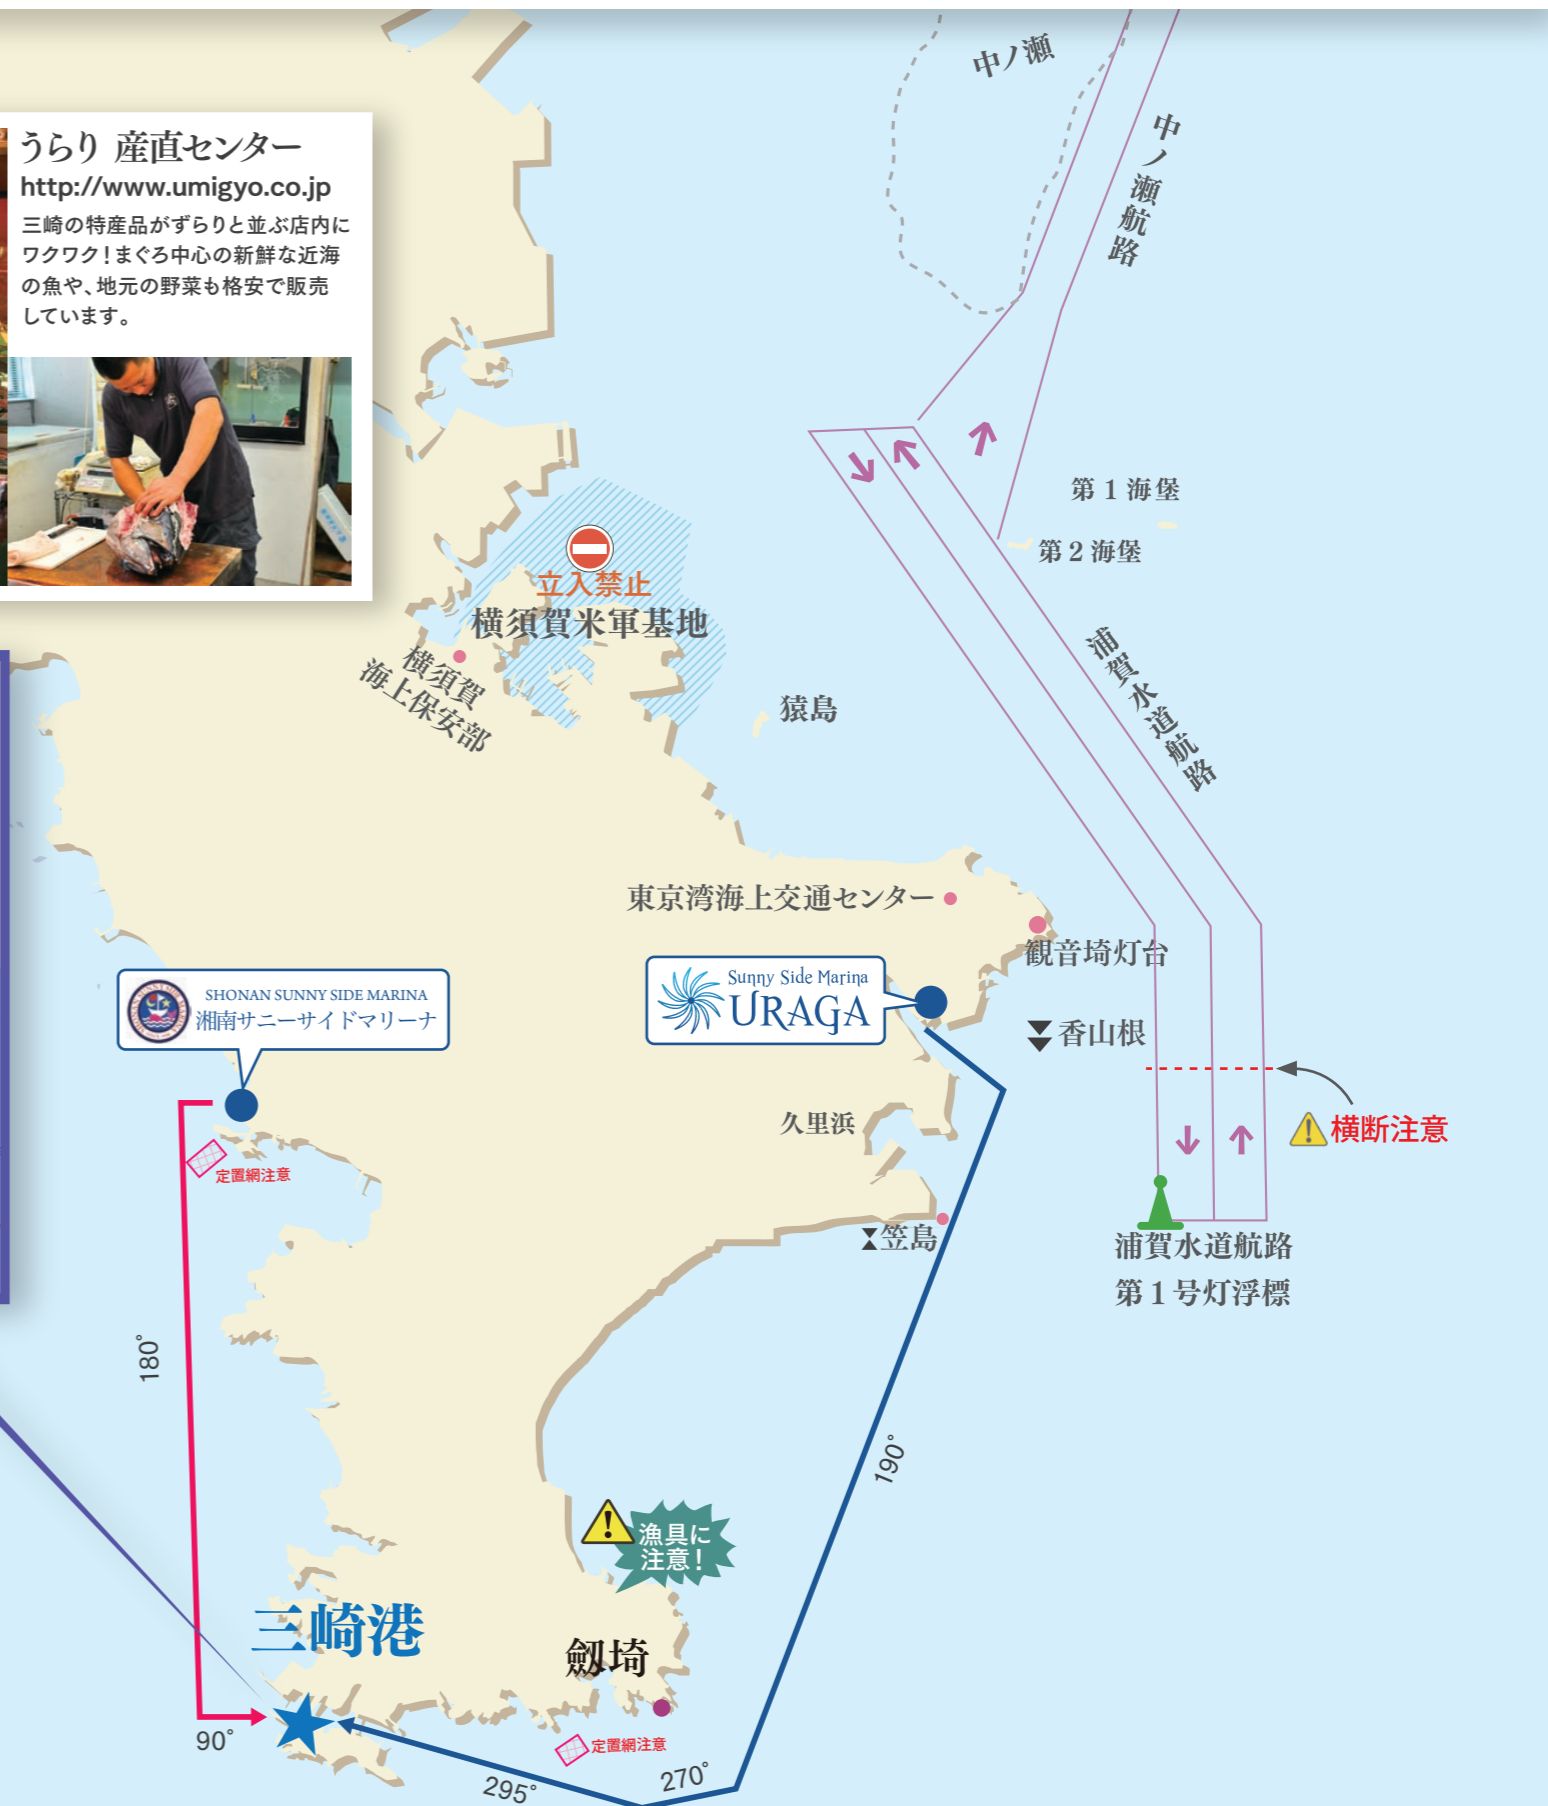 中ノ瀬
中ノ瀬航路
うらり 産直センター
http://www.umigyo.co.jp
三崎の特産品がずらりと並ぶ店内に
ワクワク！まぐろ中心の新鮮な近海
の魚や、地元の野菜も格安で販売
しています。
第1海堡
第2海堡
立入禁止
横須賀米軍基地
横須賀
海上保安部
猿島
浦賀水道航路
東京湾海上交通センター
観音埼灯台
SHONAN SUNNY SIDE MARINA
湘南サニーサイドマリーナ
Sunny Side Marina
URAGA
香山根
横断注意
久里浜
定置網注意
笠島
浦賀水道航路
第1号灯浮標
180°
190°
漁具に
注意！
三崎港
劔埼
定置網注意
90°
295°
270°